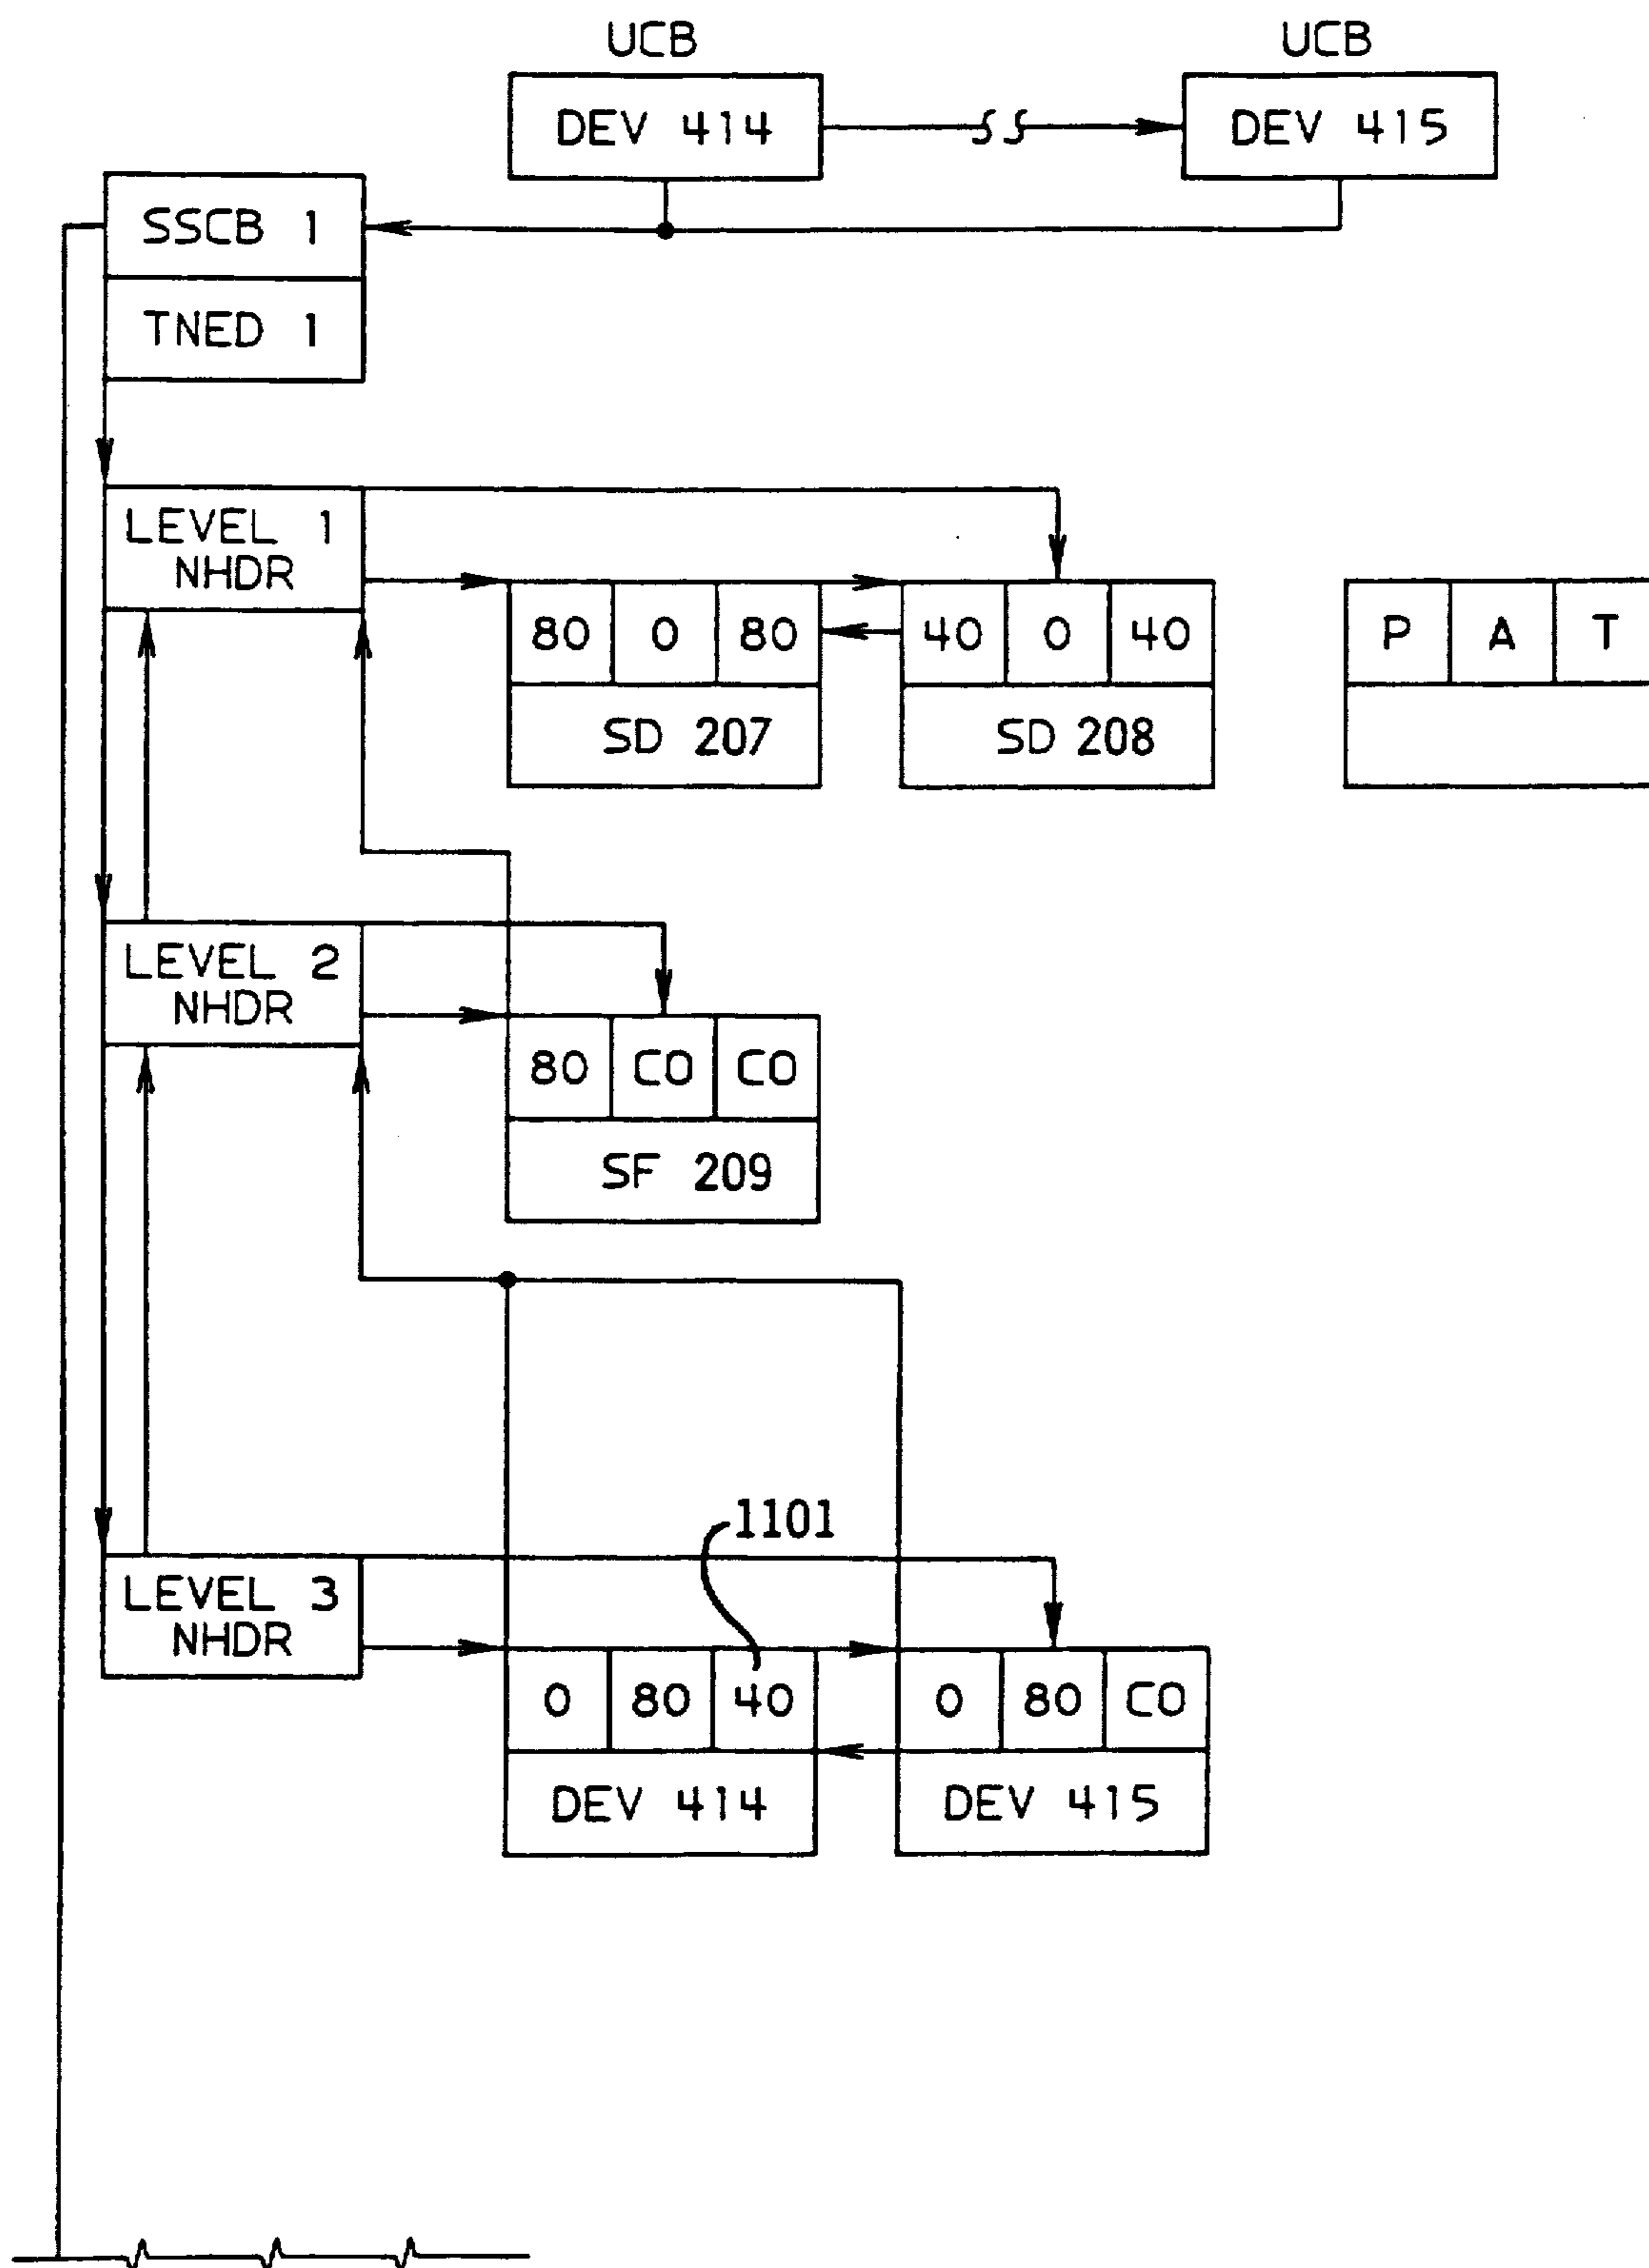 UCB UCB
DEV 414 DEV 415
SSCB 1
TNED 1
LEVEL 1
NHDR
80 0 80 40 0 40 P A T
SD 207 SD 208
LEVEL 2
NHDR
80 C0 C0
SF 209
1101
LEVEL 3
NHDR
0 80 40 0 80 C0
DEV 414 DEV 415